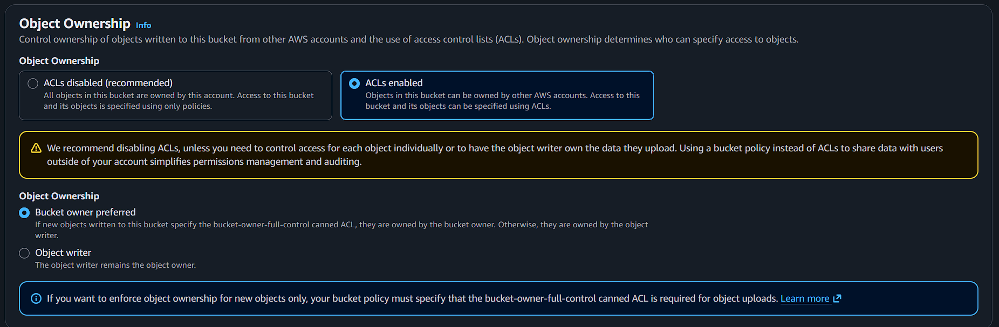 Object Ownership Info
Control ownership of objects written to this bucket from other AWS accounts and the use of access control lists (ACLs). Object ownership determines who can specify access to objects.
Object Ownership
ACLs disabled (recommended)
All objects in this bucket are owned by this account. Access to this bucket
and its objects is specified using only policies.
ACLs enabled
Objects in this bucket can be owned by other AWS accounts. Access to this
bucket and its objects can be specified using ACLs.
We recommend disabling ACLs, unless you need to control access for each object individually or to have the object writer own the data they upload. Using a bucket policy instead of ACLs to share data with users
outside of your account simplifies permissions management and auditing.
Object Ownership
Bucket owner preferred
If new objects written to this bucket specify the bucket-owner-full-control canned ACL, they are owned by the bucket owner. Otherwise, they are owned by the object
writer.
Object writer
The object writer remains the object owner.
If you want to enforce object ownership for new objects only, your bucket policy must specify that the bucket-owner-full-control canned ACL is required for object uploads. Learn more